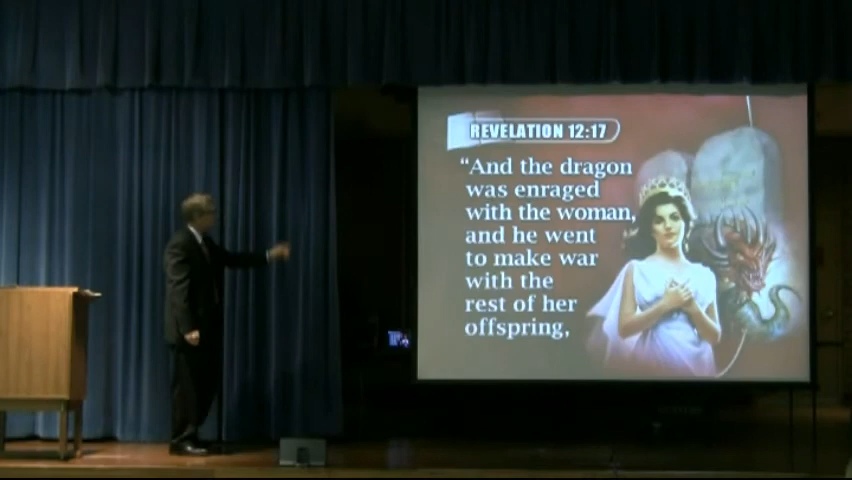 REVELATION 12:17
“And the dragon
was enraged
with the woman,
and he went
to make war
with the
rest of her
offspring,